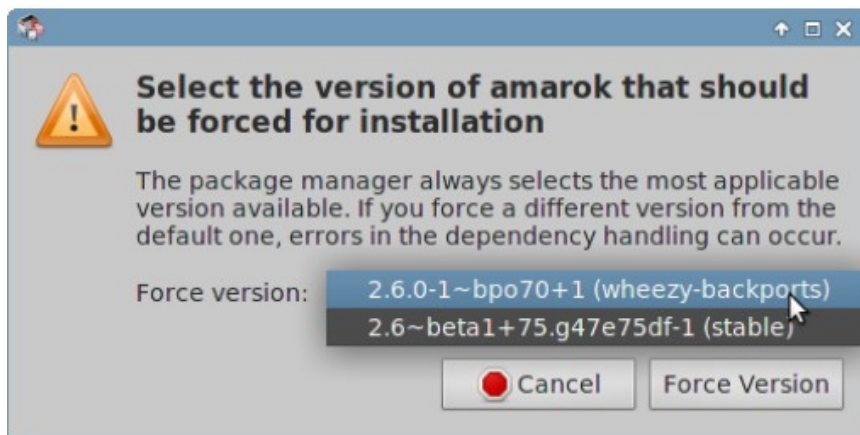 Select the version of amarok that should
be forced for installation
The package manager always selects the most applicable
version available. If you force a different version from the
default one, errors in the dependency handling can occur.
Force version: 2.6.0-1~bpo70+1 (wheezy-backports)
2.6~beta1+75.g47e75df-1 (stable)
Cancel Force Version